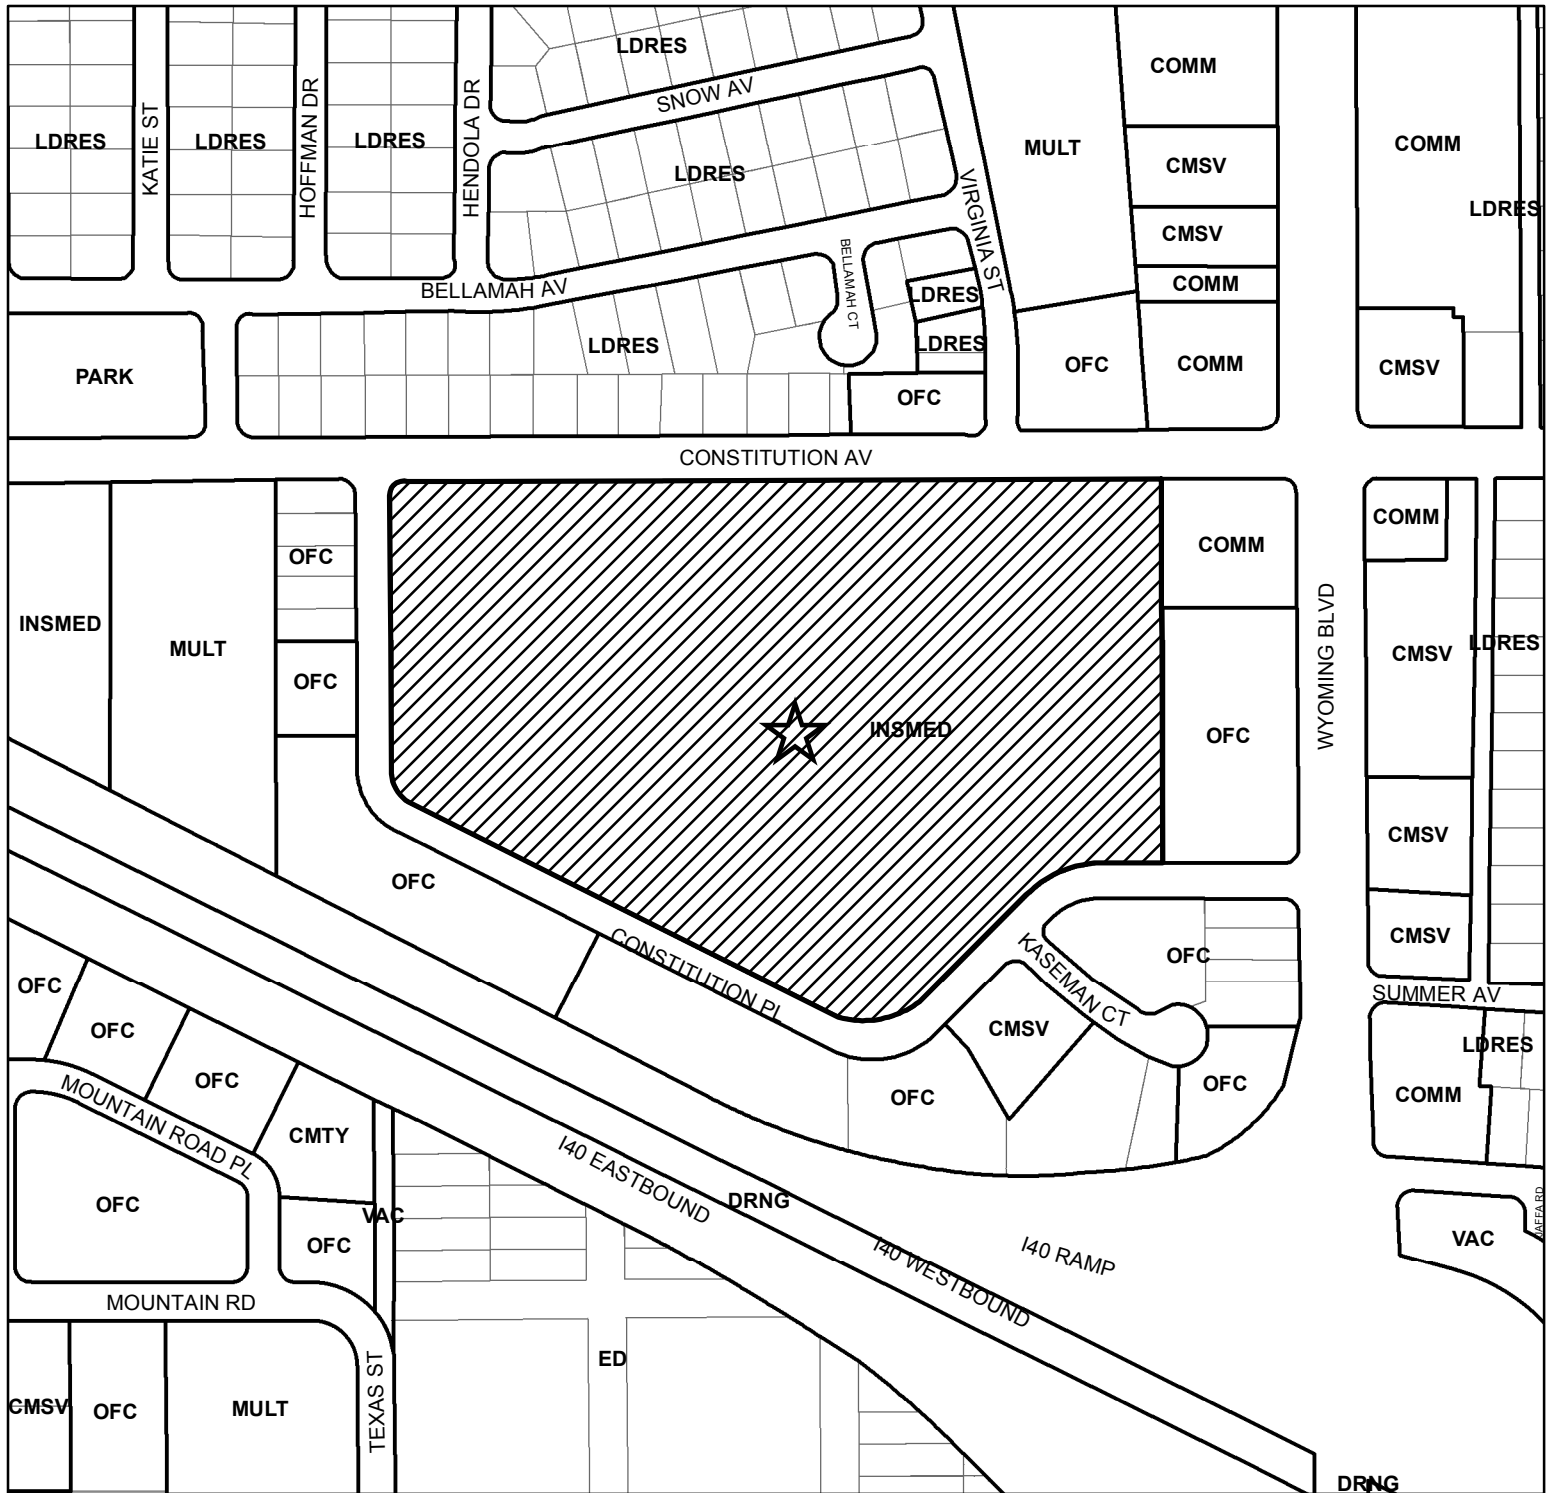 LDRES
COMM
SNOW AV
LDRES
KATIE ST
LDRES
HOFFMAN DR
LDRES
HENDOLA DR
MULT
COMM
CMSV
LDRES
VIRGINIA ST
LDRES
CMSV
BELLAMAH AV
BELLAMAH CT
LDRES
COMM
LDRES
LDRES
PARK
OFC
COMM
CMSV
OFC
CONSTITUTION AV
COMM
COMM
OFC
INSMED
MULT
OFC
INSMED
OFC
WYOMING BLVD
CMSV
LDRES
CMSV
OFC
CONSTITUTION PL
KASEMAN CT
OFC
CMSV
OFC
OFC
CMSV
SUMMER AV
LDRES
OFC
OFC
OFC
COMM
MOUNTAIN ROAD PL
CMTY
I40 EASTBOUND
DRNG
OFC
VAC
OFC
I40 WESTBOUND
I40 RAMP
VAC
JAFFA RD
MOUNTAIN RD
ED
CMSV
OFC
MULT
TEXAS ST
DRNG